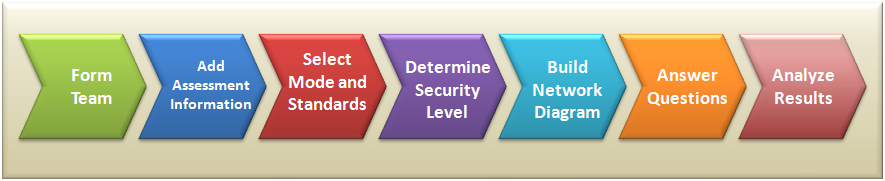 Form
Team
Add
Assessment
Information
Select
Mode and
Standards
Determine
Security
Level
Build
Network
Diagram
Answer
Questions
Analyze
Results